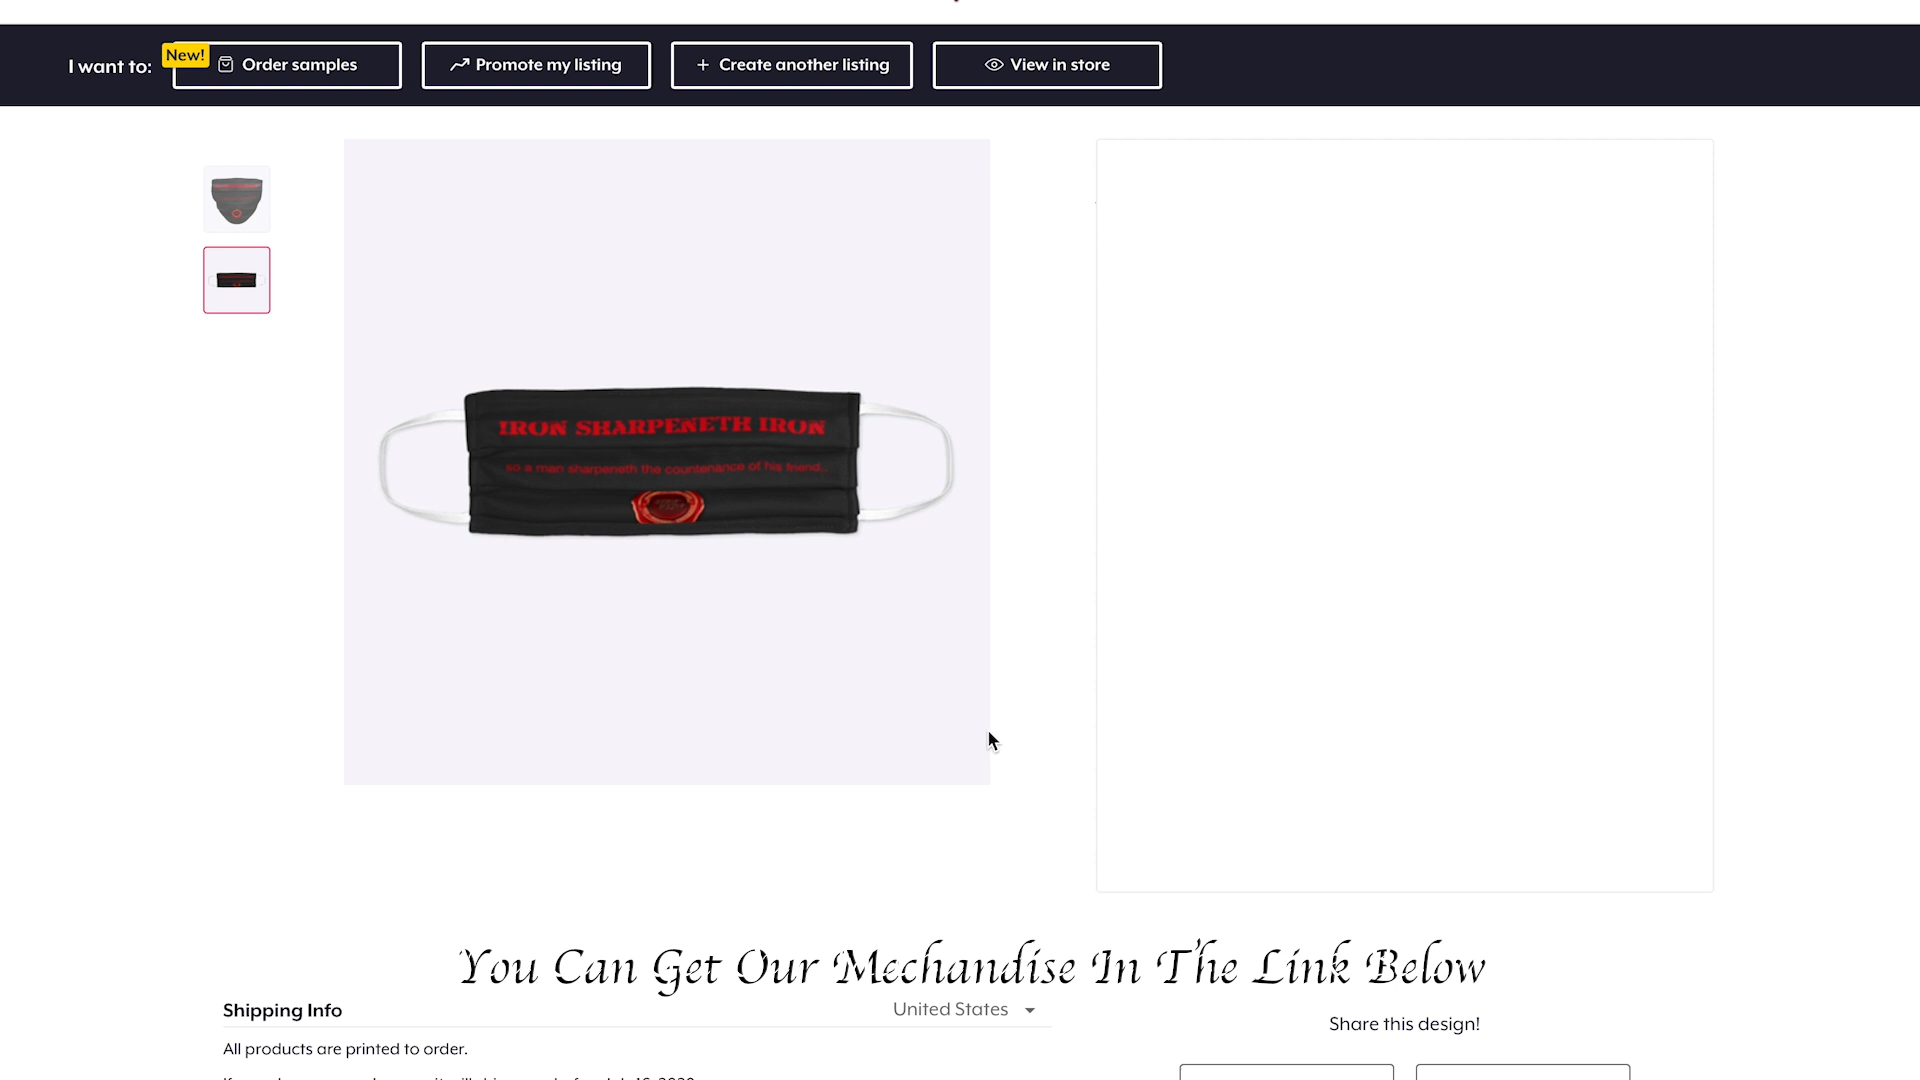 I want to:
New!
Order samples
Promote my listing
Create another listing
View in store
IRON SHARPENETH IRON
so a man sharpeneth the countenance of his friend..
You Can Get Our Mechandise In The Link Below
Shipping Info
United States
Share this design!
All products are printed to order.